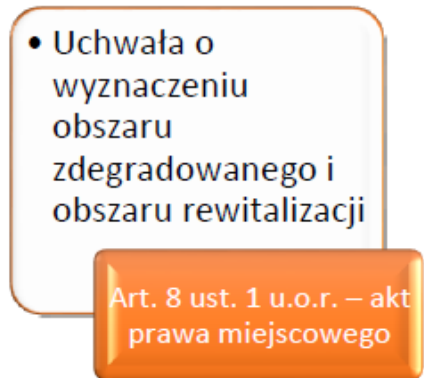 • Uchwała o
wyznaczeniu
obszaru
zdegradowanego i
obszaru rewitalizacji
Art. 8 ust. 1 u.o.r. – akt
prawa miejscowego